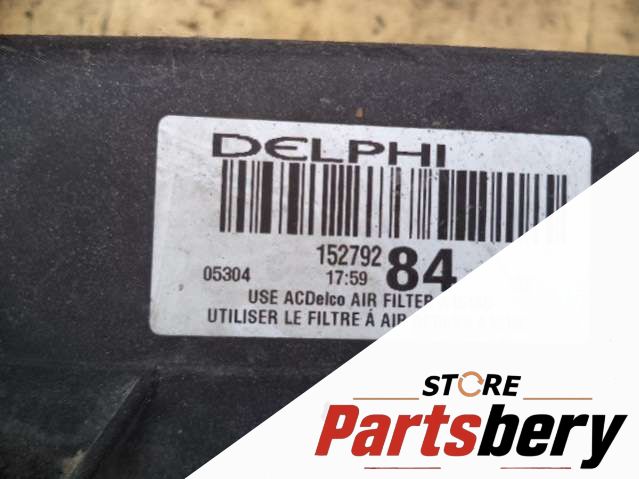 DELPHI
152792 84
05304 17:59
USE ACDelco AIR FILTER
UTILISER LE FILTRE Á AIR
STORE
Partsbery